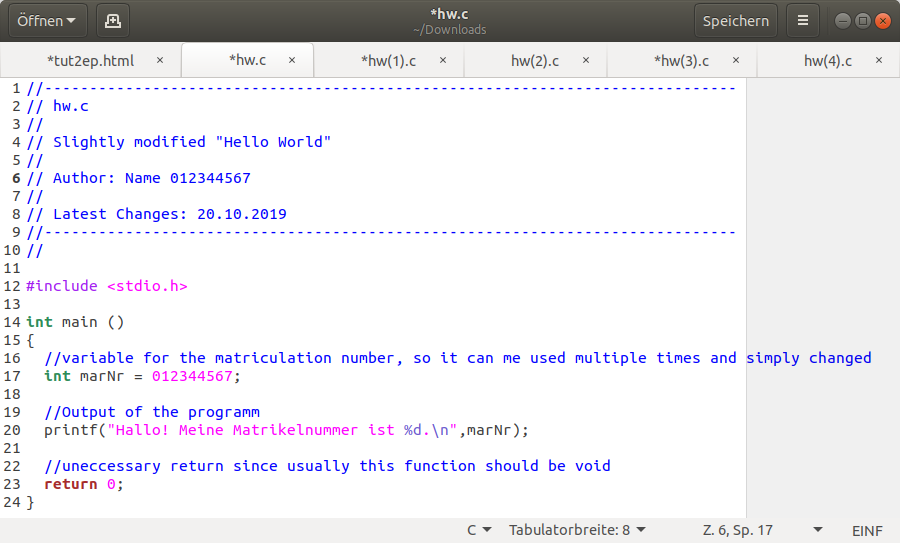 Öffnen
*hw.c
~/Downloads
Speichern
*tut2ep.html × *hw.c × *hw(1).c × hw(2).c × *hw(3).c × hw(4).c ×
1 //-----------------------------------------------------------------------------
2 // hw.c
3 //
4 // Slightly modified "Hello World"
5 //
6 // Author: Name 012344567
7 //
8 // Latest Changes: 20.10.2019
9 //-----------------------------------------------------------------------------
10 //
11
12 #include <stdio.h>
13
14 int main ()
15 {
16   //variable for the matriculation number, so it can me used multiple times and simply changed
17   int marNr = 012344567;
18
19   //Output of the programm
20   printf("Hallo! Meine Matrikelnummer ist %d.\n",marNr);
21
22   //uneccessary return since usually this function should be void
23   return 0;
24 }
C Tabulatorbreite: 8 Z. 6, Sp. 17 EINF